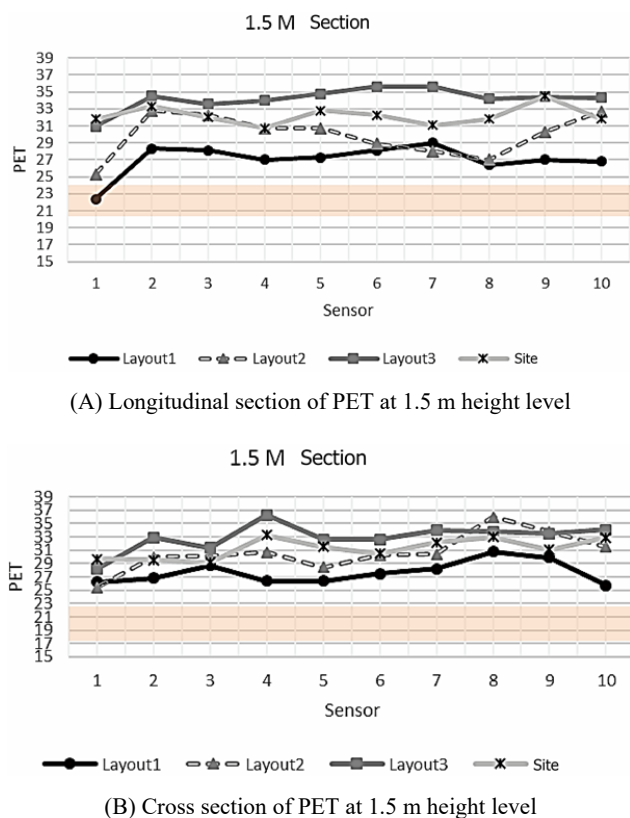 1.5 M Section
39
37
35
33
31
29
27
25
23
21
19
17
15
PET
1 2 3 4 5 6 7 8 9 10
Sensor
Layout1 Layout2 Layout3 Site
(A) Longitudinal section of PET at 1.5 m height level
1.5 M Section
39
37
35
33
31
29
27
25
23
21
19
17
15
PET
1 2 3 4 5 6 7 8 9 10
Sensor
Layout1 Layout2 Layout3 Site
(B) Cross section of PET at 1.5 m height level